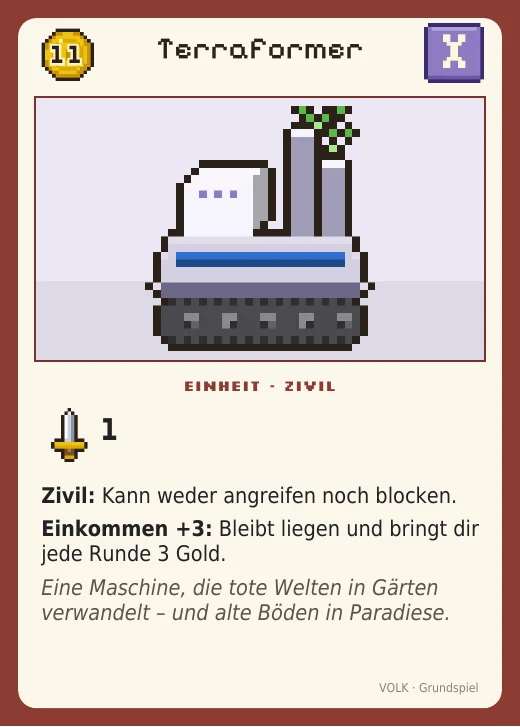 11
Terraformer
X
EINHEIT - ZIVIL
1
Zivil: Kann weder angreifen noch blocken.
Einkommen +3: Bleibt liegen und bringt dir
jede Runde 3 Gold.
Eine Maschine, die tote Welten in Gärten
verwandelt – und alte Böden in Paradiese.
VOLK · Grundspiel